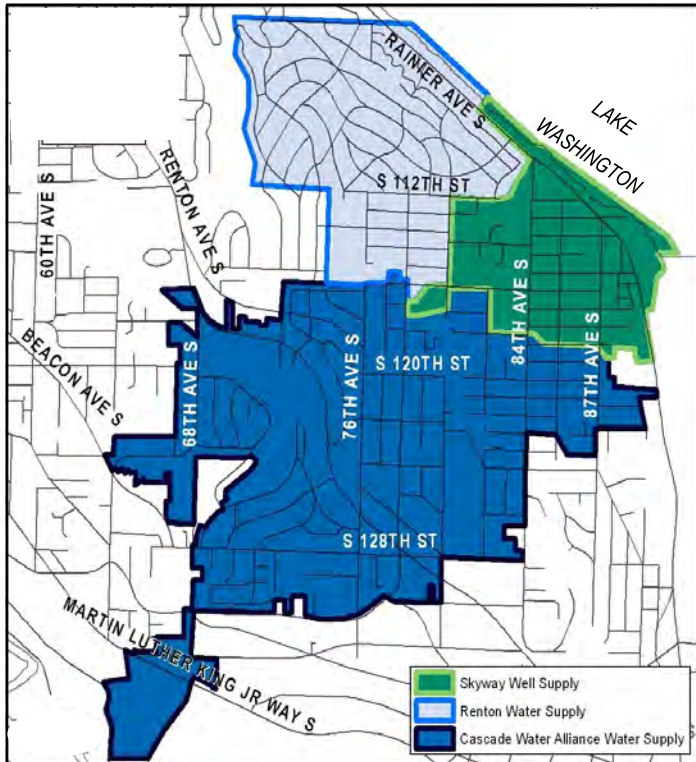 RAINIER AVE S
LAKE
WASHINGTON
RENTON AVE S
S 112TH ST
60TH AVE S
BEACON AVE S
84TH AVE S
S 120TH ST
76TH AVE S
87TH AVE S
68TH AVE S
S 128TH ST
MARTIN LUTHER KING JR WAY S
Skyway Well Supply
Renton Water Supply
Cascade Water Alliance Water Supply